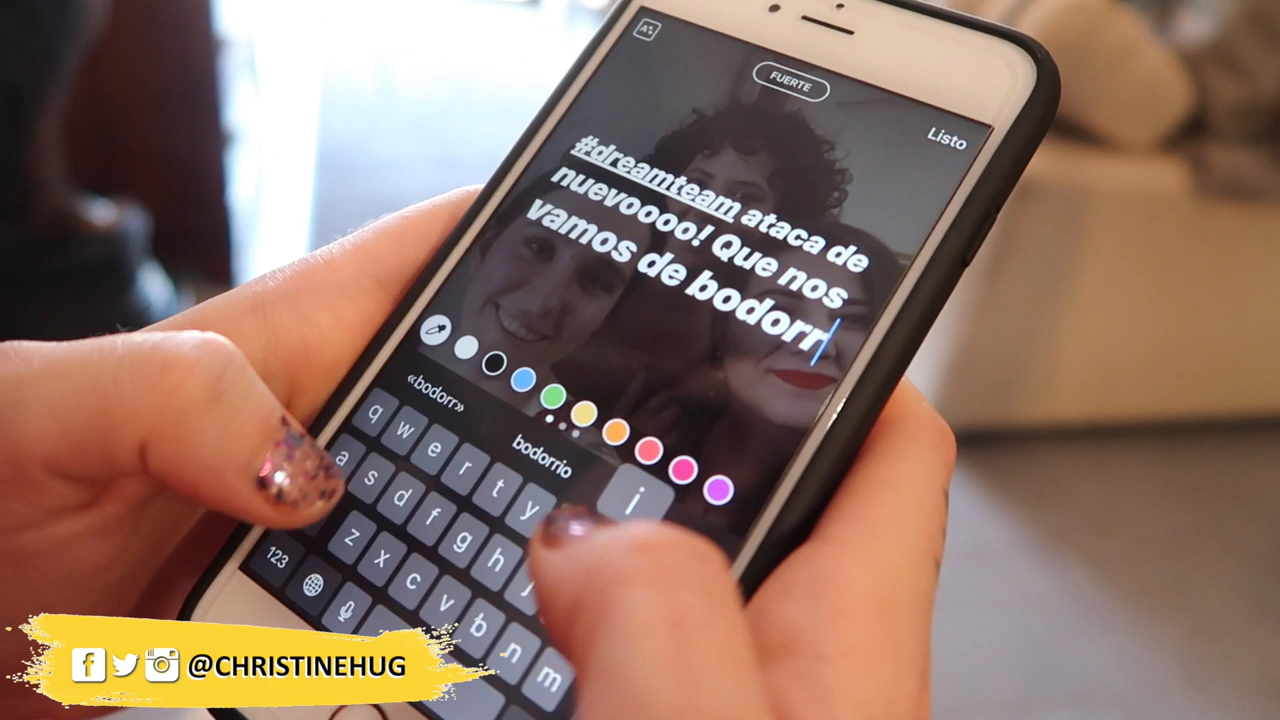 FUERTE
Listo
#dreamteam ataca de
nuevoooo! Que nos
vamos de bodorr
«bodorr»
bodorrio
q w e r t y i
a s d f g h j
z x c v b n m
123
@CHRISTINEHUG